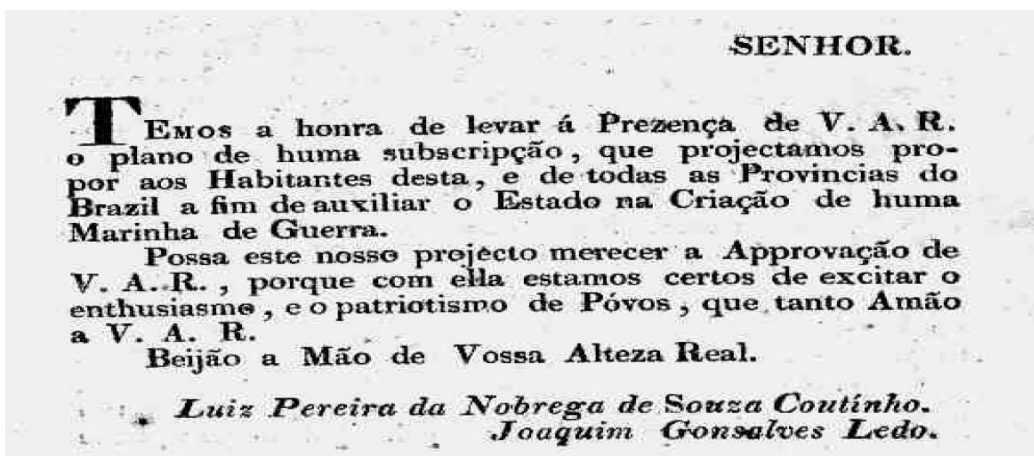 SENHOR.
TEMOS a honra de levar á Prezença de V. A. R.
o plano de huma subscripção, que projectamos pro-
por aos Habitantes desta, e de todas as Provincias do
Brazil a fim de auxiliar o Estado na Criação de huma
Marinha de Guerra.
Possa este nosso projecto merecer a Approvação de
V. A. R., porque com ella estamos certos de excitar o
enthusiasmo, e o patriotismo de Póvos, que tanto Amão
a V. A. R.
Beijão a Mão de Vossa Alteza Real.
Luiz Pereira da Nobrega de Souza Coutinho.
Joaquim Gonsalves Ledo.